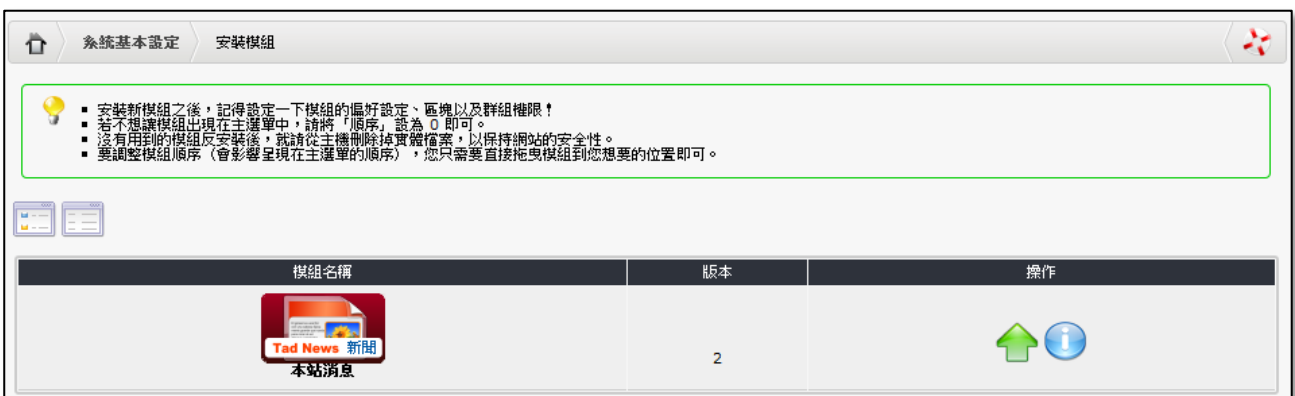 系統基本設定 安裝模組
安裝新模組之後，記得設定一下模組的偏好設定、區塊以及群組權限！
若不想讓模組出現在主選單中，請將「順序」設為 0 即可。
沒有用到的模組反安裝後，就請從主機刪除掉實體檔案，以保持網站的安全性。
要調整模組順序（會影響呈現在主選單的順序），您只需要直接拖曳模組到您想要的位置即可。
模組名稱 版本 操作
Tad News 新聞
本站消息
2